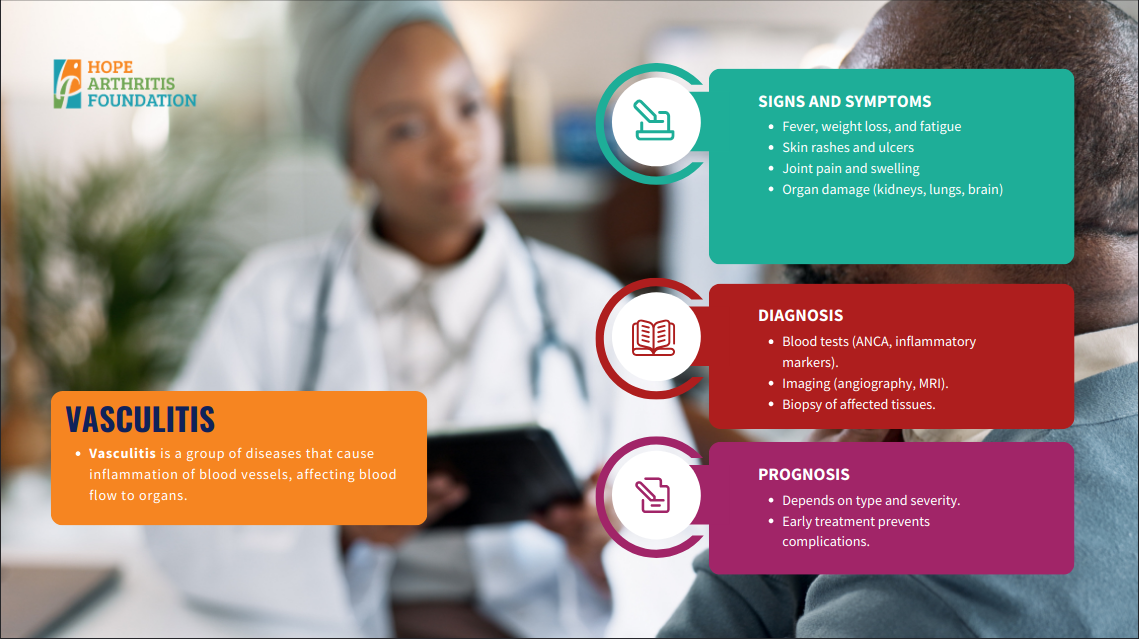 HOPE
ARTHRITIS
FOUNDATION
VASCULITIS
• Vasculitis is a group of diseases that cause
inflammation of blood vessels, affecting blood
flow to organs.
SIGNS AND SYMPTOMS
• Fever, weight loss, and fatigue
• Skin rashes and ulcers
• Joint pain and swelling
• Organ damage (kidneys, lungs, brain)
DIAGNOSIS
• Blood tests (ANCA, inflammatory
markers).
• Imaging (angiography, MRI).
• Biopsy of affected tissues.
PROGNOSIS
• Depends on type and severity.
• Early treatment prevents
complications.